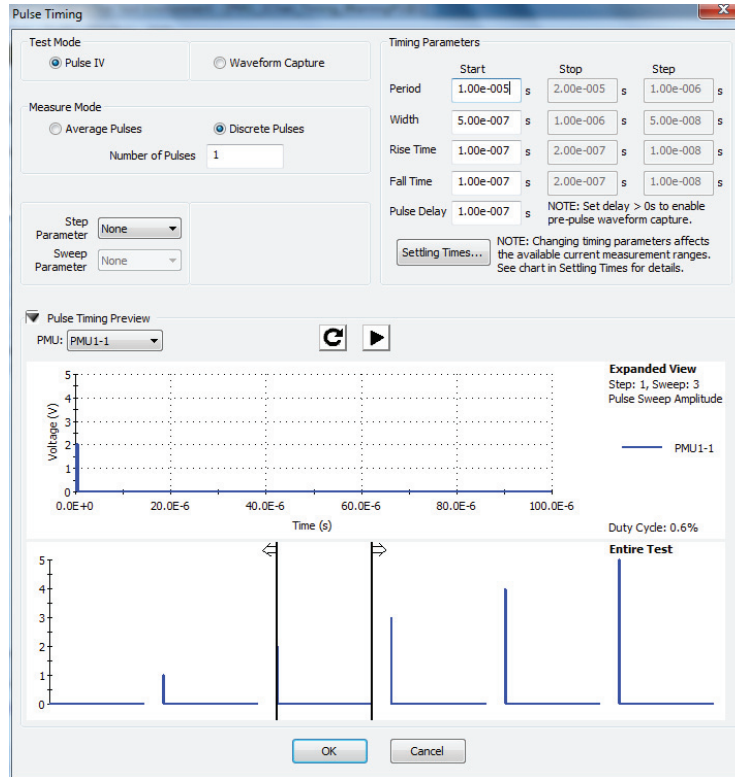 Pulse Timing
Test Mode
Pulse IV
Waveform Capture
Measure Mode
Average Pulses
Discrete Pulses
Number of Pulses 1
Step Parameter None
Sweep Parameter None
Timing Parameters
Start Stop Step
Period 1.00e-005 s 2.00e-005 s 1.00e-006 s
Width 5.00e-007 s 1.00e-006 s 5.00e-008 s
Rise Time 1.00e-007 s 2.00e-007 s 1.00e-008 s
Fall Time 1.00e-007 s 2.00e-007 s 1.00e-008 s
Pulse Delay 1.00e-007 s
NOTE: Set delay > 0s to enable
pre-pulse waveform capture.
Settling Times...
NOTE: Changing timing parameters affects
the available current measurement ranges.
See chart in Settling Times for details.
Pulse Timing Preview
PMU: PMU1-1
Expanded View
Step: 1, Sweep: 3
Pulse Sweep Amplitude
PMU1-1
Voltage (V)
5
4
3
2
1
0
0.0E+0 20.0E-6 40.0E-6 60.0E-6 80.0E-6 100.0E-6
Time (s)
Duty Cycle: 0.6%
Entire Test
5
4
3
2
1
0
OK
Cancel